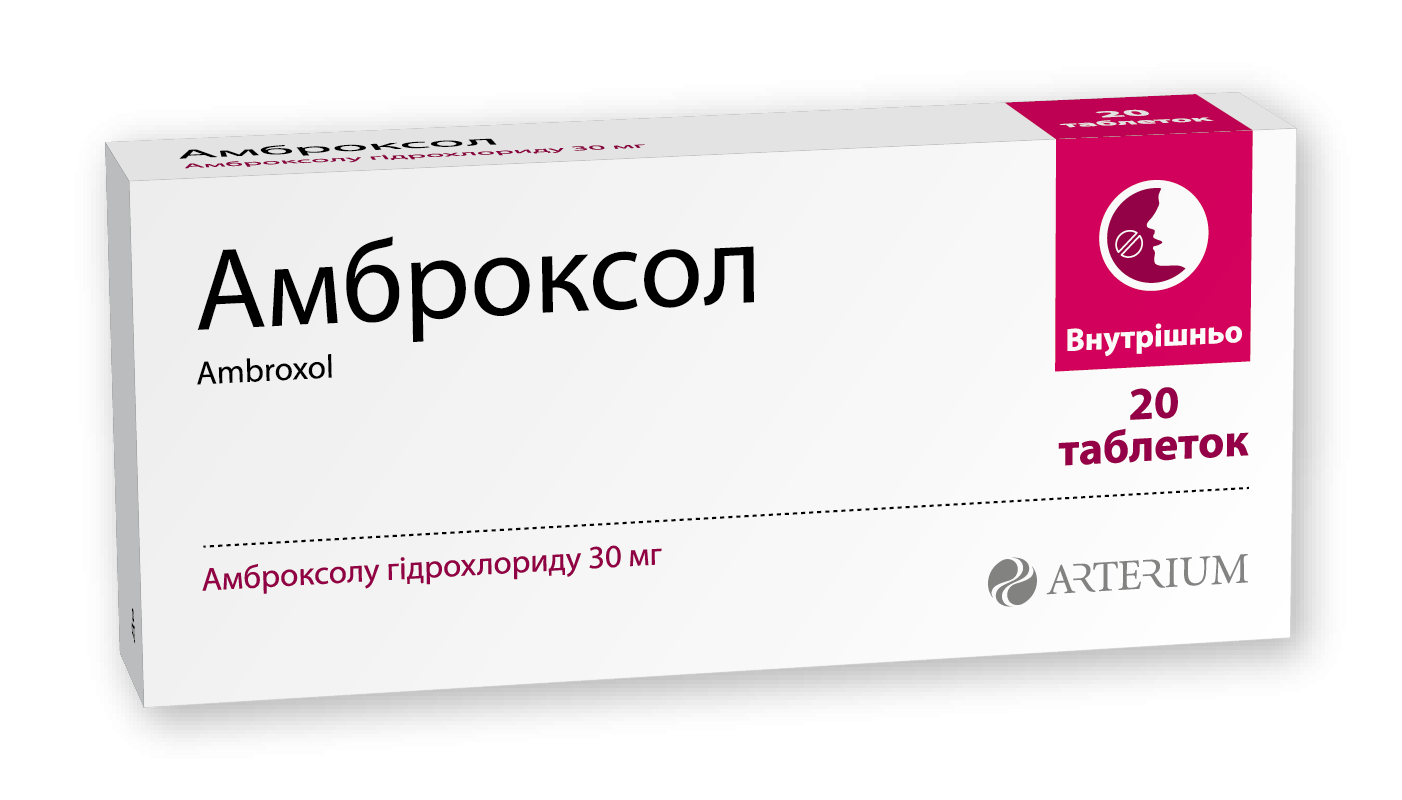 Амброксол
Амброксолу гідрохлориду 30 мг
20
таблеток
Амброксол
Ambroxol
Внутрішньо
20
таблеток
Амброксолу гідрохлориду 30 мг
ARTERIUM